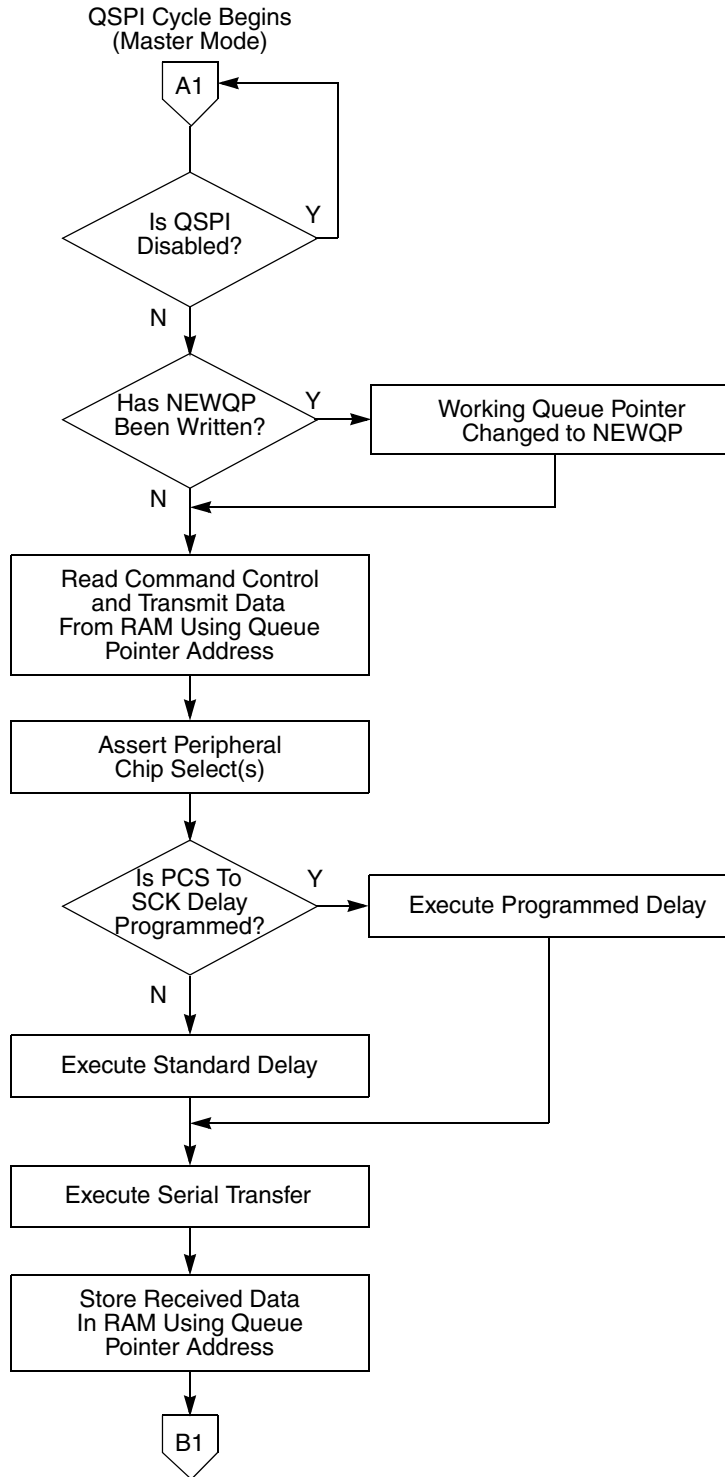 QSPI Cycle Begins
(Master Mode)
A1
Is QSPI
Disabled?
Y
N
Has NEWQP
Been Written?
Y
Working Queue Pointer
Changed to NEWQP
N
Read Command Control
and Transmit Data
From RAM Using Queue
Pointer Address
Assert Peripheral
Chip Select(s)
Is PCS To
SCK Delay
Programmed?
Y
Execute Programmed Delay
N
Execute Standard Delay
Execute Serial Transfer
Store Received Data
In RAM Using Queue
Pointer Address
B1